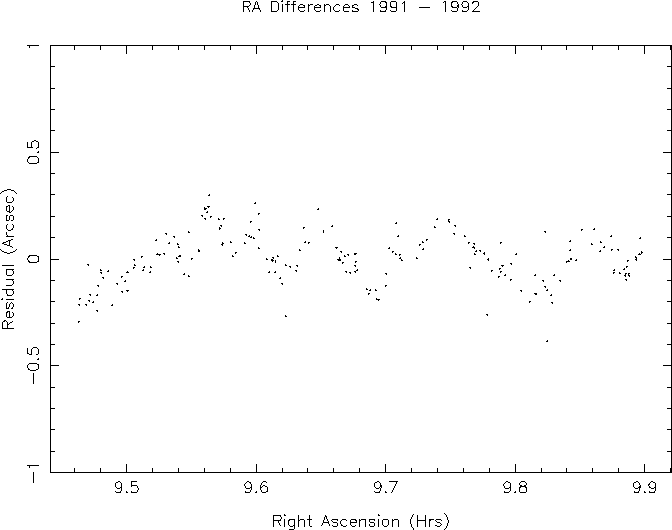 RA Differences 1991 − 1992
Residual (Arcsec)
1
0.5
0
−0.5
−1
9.5 9.6 9.7 9.8 9.9
Right Ascension (Hrs)